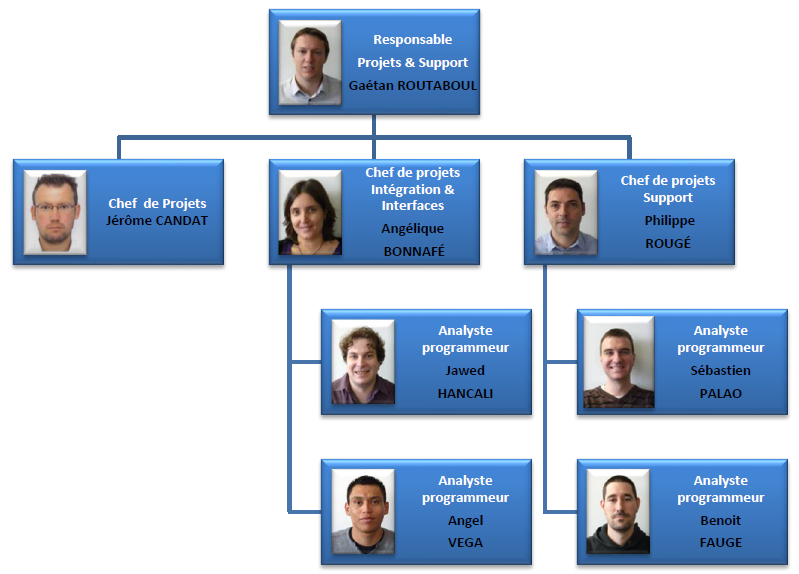 Responsable
Projets & Support
Gaétan ROUTABOUL
Chef de Projets
Jérôme CANDAT
Chef de projets
Intégration &
Interfaces
Angélique
BONNAFÉ
Chef de projets
Support
Philippe
ROUGÉ
Analyste
programmeur
Jawed
HANCALI
Analyste
programmeur
Sébastien
PALAO
Analyste
programmeur
Angel
VEGA
Analyste
programmeur
Benoit
FAUGE